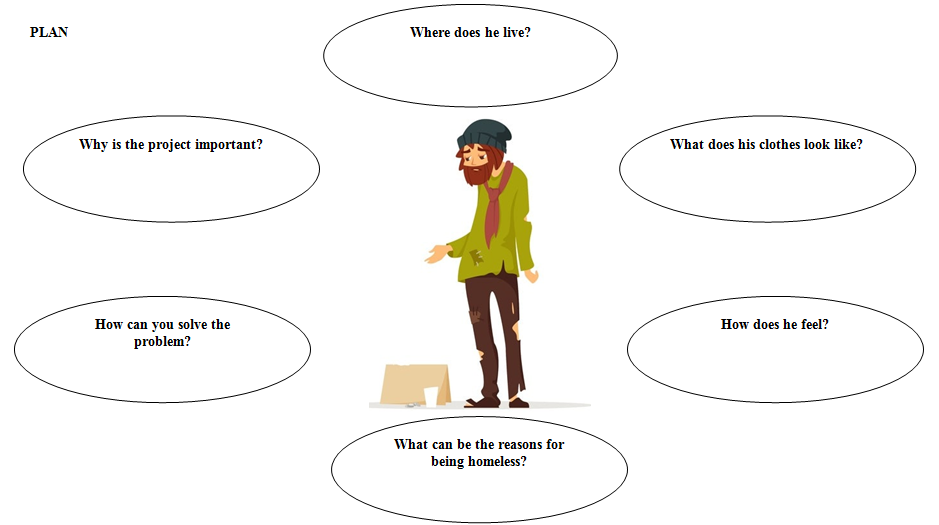 PLAN
Where does he live?
Why is the project important?
What does his clothes look like?
How can you solve the
problem?
How does he feel?
What can be the reasons for
being homeless?